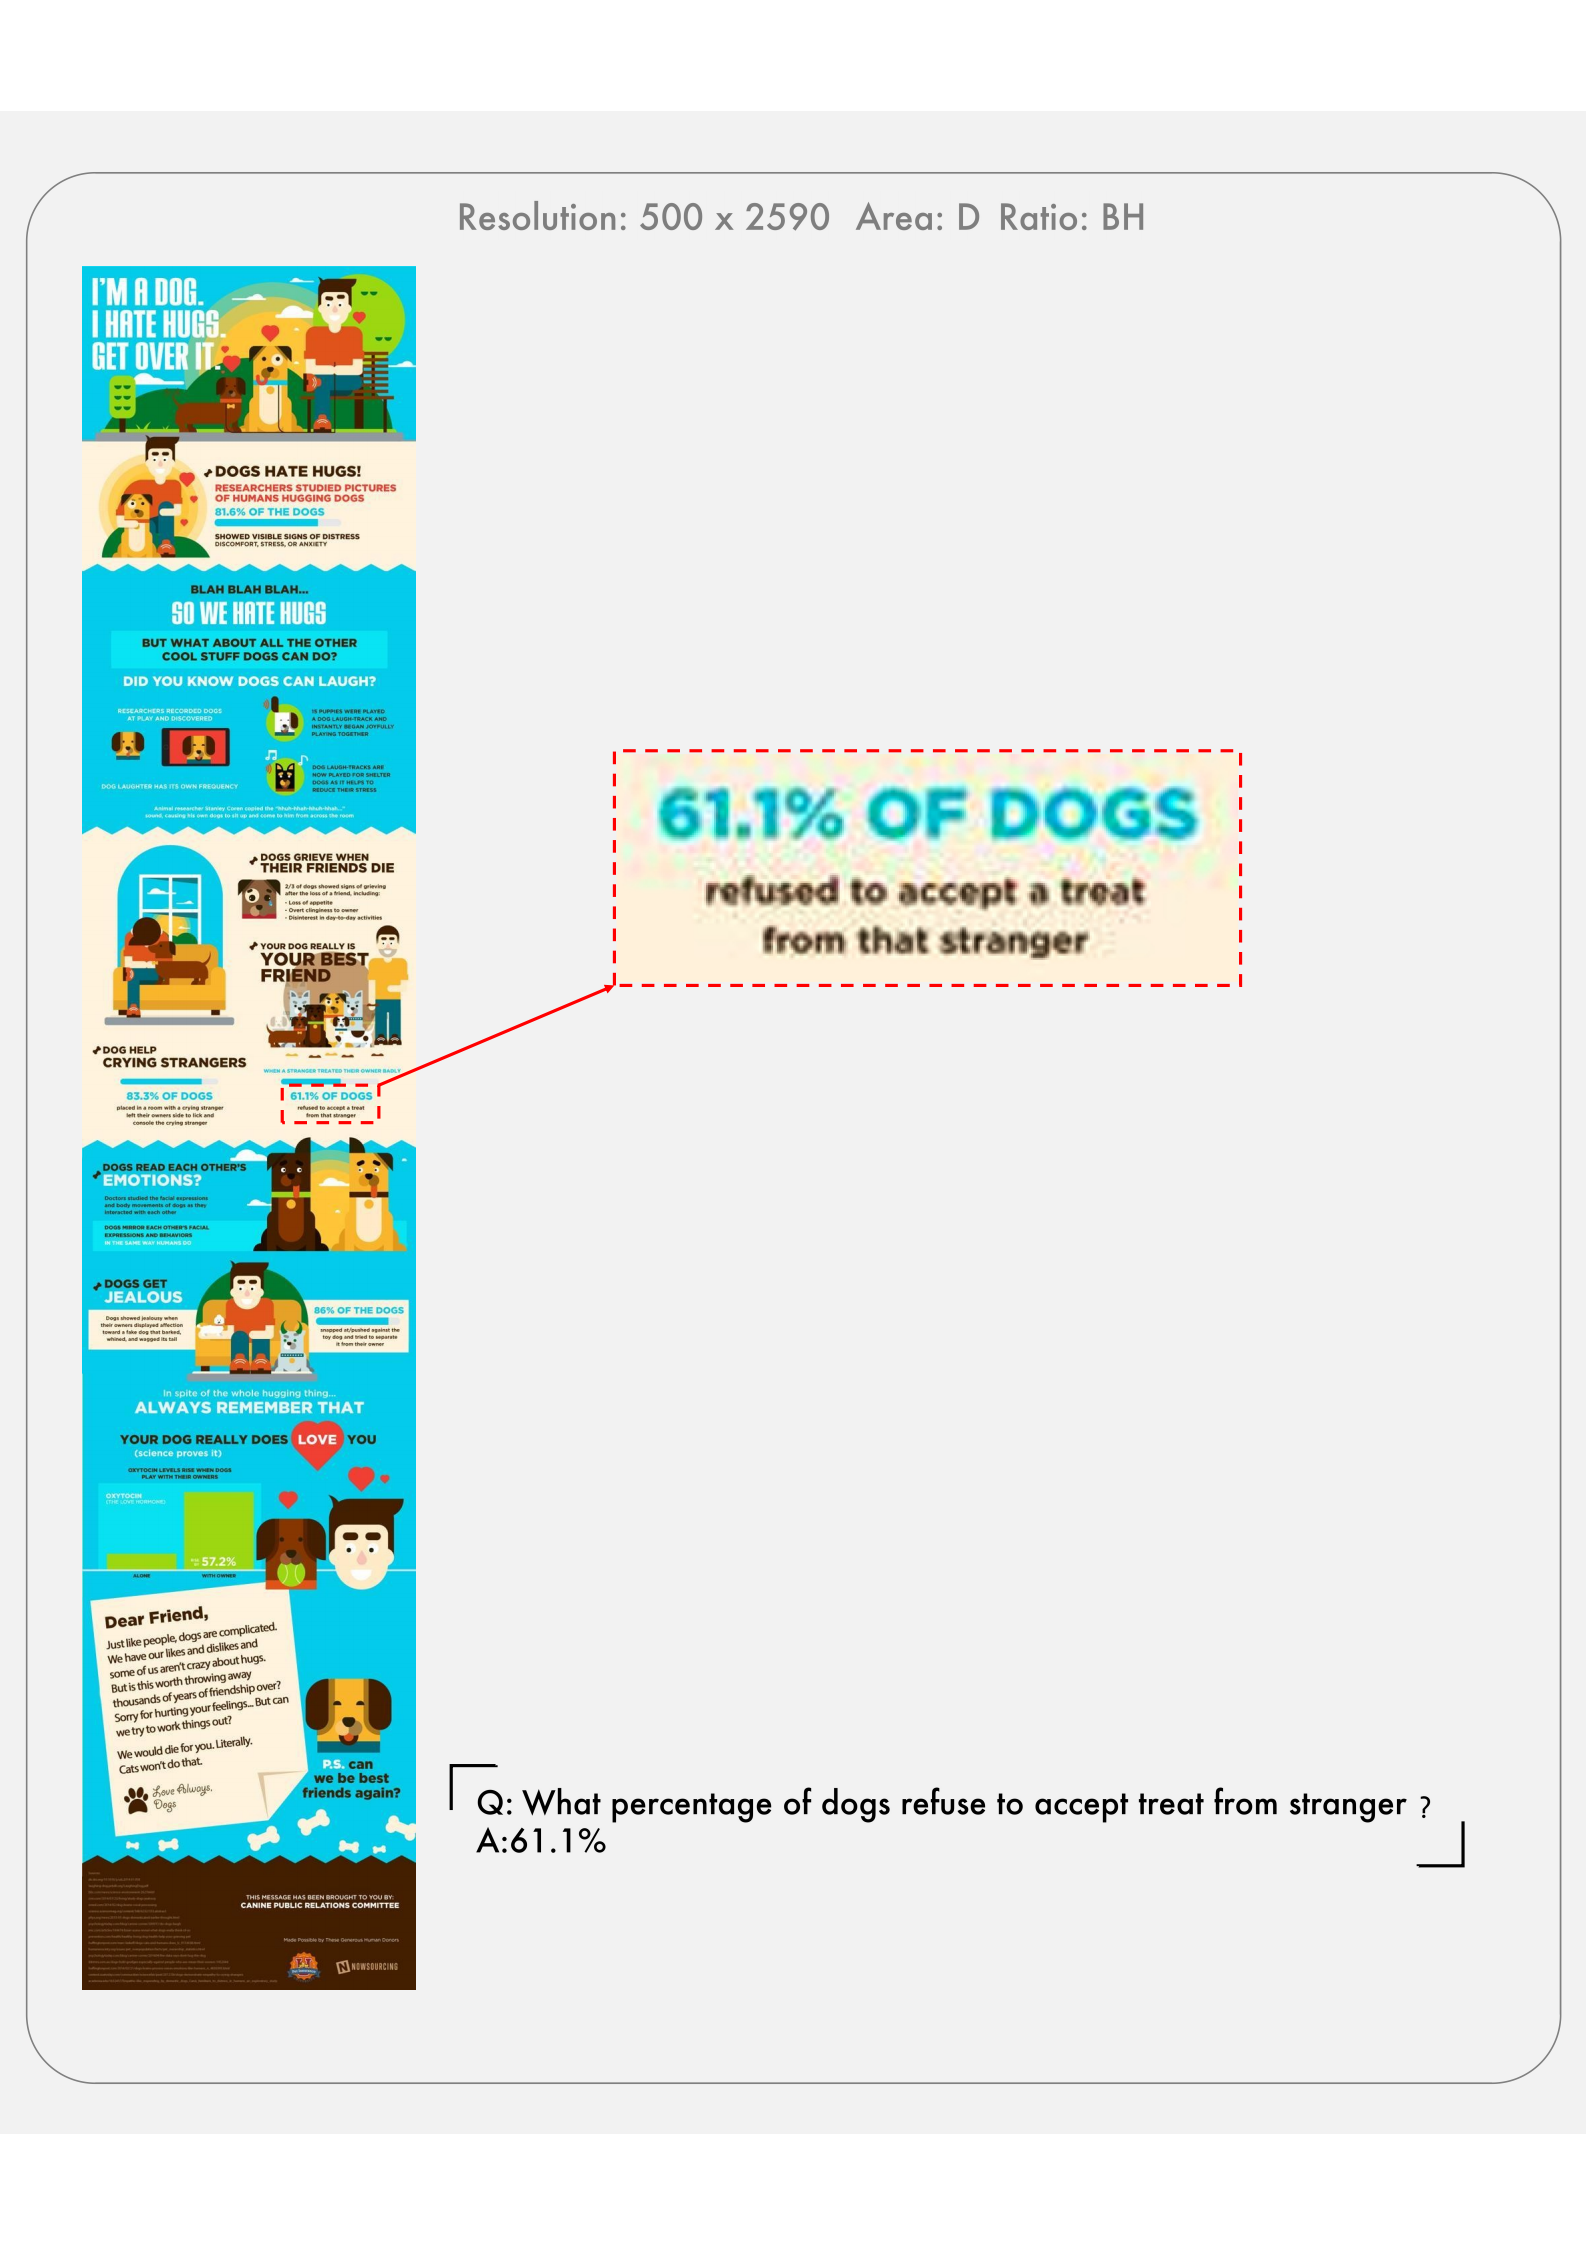 Resolution: 500 x 2590 Area: D Ratio: BH
I'M A DOG.
I HATE HUGS.
GET OVER IT.
DOGS HATE HUGS!
RESEARCHERS STUDIED PICTURES
OF HUMANS HUGGING DOGS
81.6% OF THE DOGS
SHOWED VISIBLE SIGNS OF DISTRESS
DISCOMFORT, STRESS, OR ANXIETY
BLAH BLAH BLAH...
SO WE HATE HUGS
BUT WHAT ABOUT ALL THE OTHER
COOL STUFF DOGS CAN DO?
DID YOU KNOW DOGS CAN LAUGH?
RESEARCHERS RECORDED DOGS
AT PLAY AND DISCOVERED
DOG LAUGHTER HAS ITS OWN FREQUENCY
15 PUPPIES WERE PLAYED
A DOG LAUGH-TRACK AND
INSTANTLY BEGAN JOYFULLY
PLAYING TOGETHER
DOG LAUGH-TRACKS ARE
NOW PLAYED FOR SHELTER
DOGS AS IT HELPS TO
REDUCE THEIR STRESS
Animal researcher Stanley Coren copied the "hhuh-hhah-hhuh-hhah..."
sound, causing his own dogs to sit up and come to him from across the room
DOGS GRIEVE WHEN
THEIR FRIENDS DIE
2/3 of dogs showed signs of grieving
after the loss of a friend, including:
- Loss of appetite
- Overt clinginess to owner
- Disinterest in day-to-day activities
YOUR DOG REALLY IS
YOUR BEST
FRIEND
DOG HELP
CRYING STRANGERS
83.3% OF DOGS
placed in a room with a crying stranger
left their owners side to lick and
console the crying stranger
WHEN A STRANGER TREATED THEIR OWNER BADLY
61.1% OF DOGS
refused to accept a treat
from that stranger
61.1% OF DOGS
refused to accept a treat
from that stranger
DOGS READ EACH OTHER'S
EMOTIONS?
Doctors studied the facial expressions
and body movements of dogs as they
interacted with each other
DOGS MIRROR EACH OTHER'S FACIAL
EXPRESSIONS AND BEHAVIORS
IN THE SAME WAY HUMANS DO
DOGS GET
JEALOUS
Dogs showed jealousy when
their owners displayed affection
toward a fake dog that barked,
whined, and wagged its tail
86% OF THE DOGS
snapped at/pushed against the
toy dog and tried to separate
it from their owner
In spite of the whole hugging thing...
ALWAYS REMEMBER THAT
YOUR DOG REALLY DOES LOVE YOU
(science proves it)
OXYTOCIN LEVELS RISE WHEN DOGS
PLAY WITH THEIR OWNERS
OXYTOCIN
(THE LOVE HORMONE)
57.2%
ALONE
WITH OWNER
Dear Friend,
Just like people, dogs are complicated.
We have our likes and dislikes and
some of us aren't crazy about hugs.
But is this worth throwing away
thousands of years of friendship over?
Sorry for hurting your feelings... But can
we try to work things out?
We would die for you. Literally.
Cats won't do that.
Love Always,
Dogs
P.S. can
we be best
friends again?
Q: What percentage of dogs refuse to accept treat from stranger ?
A:61.1%
THIS MESSAGE HAS BEEN BROUGHT TO YOU BY:
CANINE PUBLIC RELATIONS COMMITTEE
Made Possible by These Generous Human Donors
N NOWSOURCING